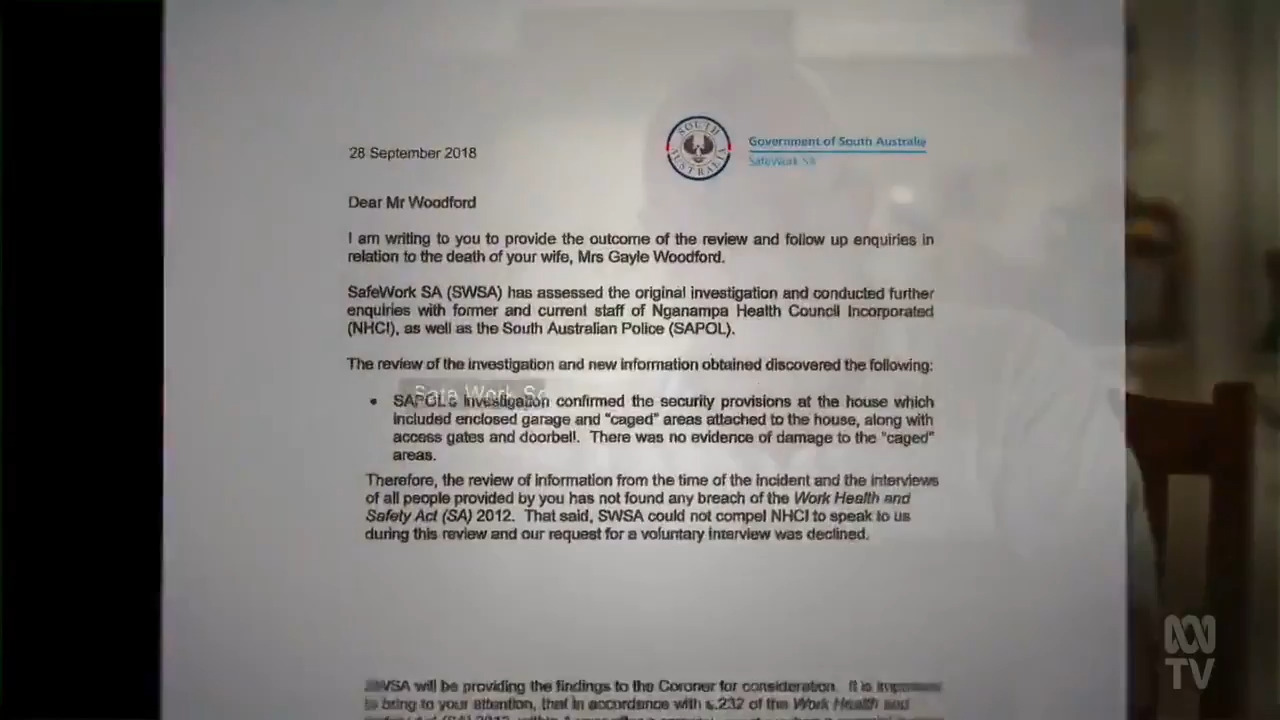 28 September 2018
SOUTH AUSTRALIA
Government of South Australia
SafeWork SA
Dear Mr Woodford
I am writing to you to provide the outcome of the review and follow up enquiries in
relation to the death of your wife, Mrs Gayle Woodford.
SafeWork SA (SWSA) has assessed the original investigation and conducted further
enquiries with former and current staff of Nganampa Health Council Incorporated
(NHCI), as well as the South Australian Police (SAPOL).
The review of the investigation and new information obtained discovered the following:
• SAPOL's investigation confirmed the security provisions at the house which
included enclosed garage and "caged" areas attached to the house, along with
access gates and doorbell. There was no evidence of damage to the "caged"
areas.
Therefore, the review of information from the time of the incident and the interviews
of all people provided by you has not found any breach of the Work Health and
Safety Act (SA) 2012. That said, SWSA could not compel NHCI to speak to us
during this review and our request for a voluntary interview was declined.
SWSA will be providing the findings to the Coroner for consideration. It is
to bring to your attention, that in accordance with s.232 of the Work Health and
ABC
TV